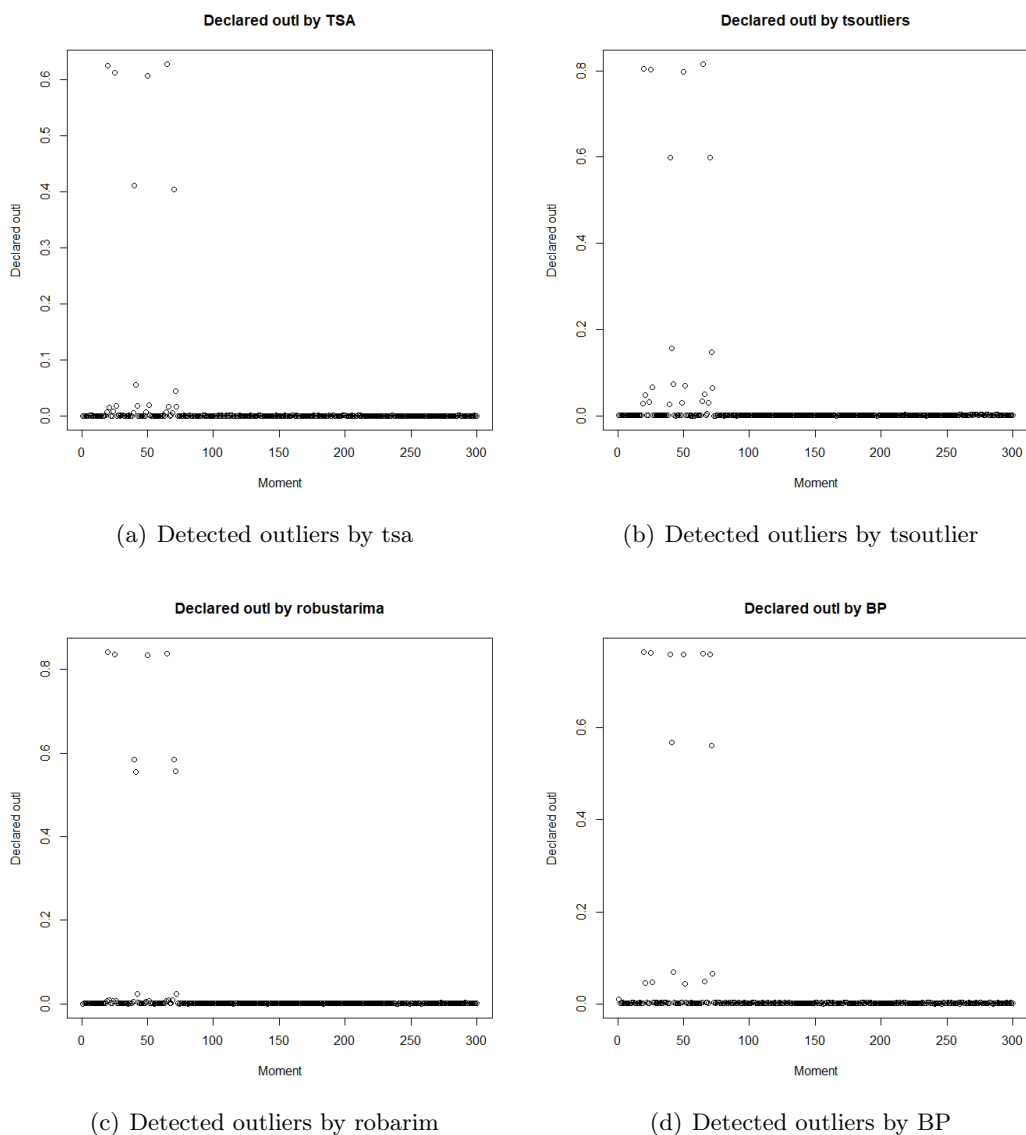 Declared outl by TSA
Declared outl
0.0 0.1 0.2 0.3 0.4 0.5 0.6
0 50 100 150 200 250 300
Moment
(a) Detected outliers by tsa
Declared outl by tsoutliers
Declared outl
0.0 0.2 0.4 0.6 0.8
0 50 100 150 200 250 300
Moment
(b) Detected outliers by tsoutlier
Declared outl by robustarima
Declared outl
0.0 0.2 0.4 0.6 0.8
0 50 100 150 200 250 300
Moment
(c) Detected outliers by robarim
Declared outl by BP
Declared outl
0.0 0.2 0.4 0.6
0 50 100 150 200 250 300
Moment
(d) Detected outliers by BP